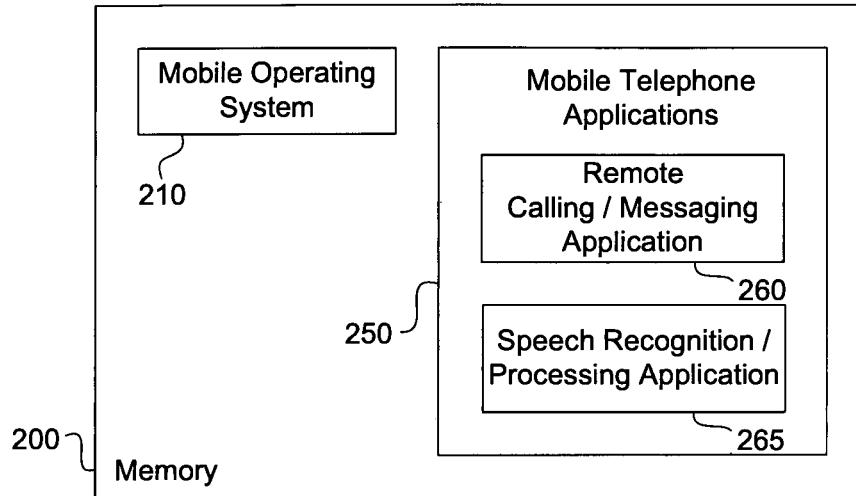 Mobile Operating
System
210
Mobile Telephone
Applications
Remote
Calling / Messaging
Application
260
250
Speech Recognition /
Processing Application
265
200
Memory